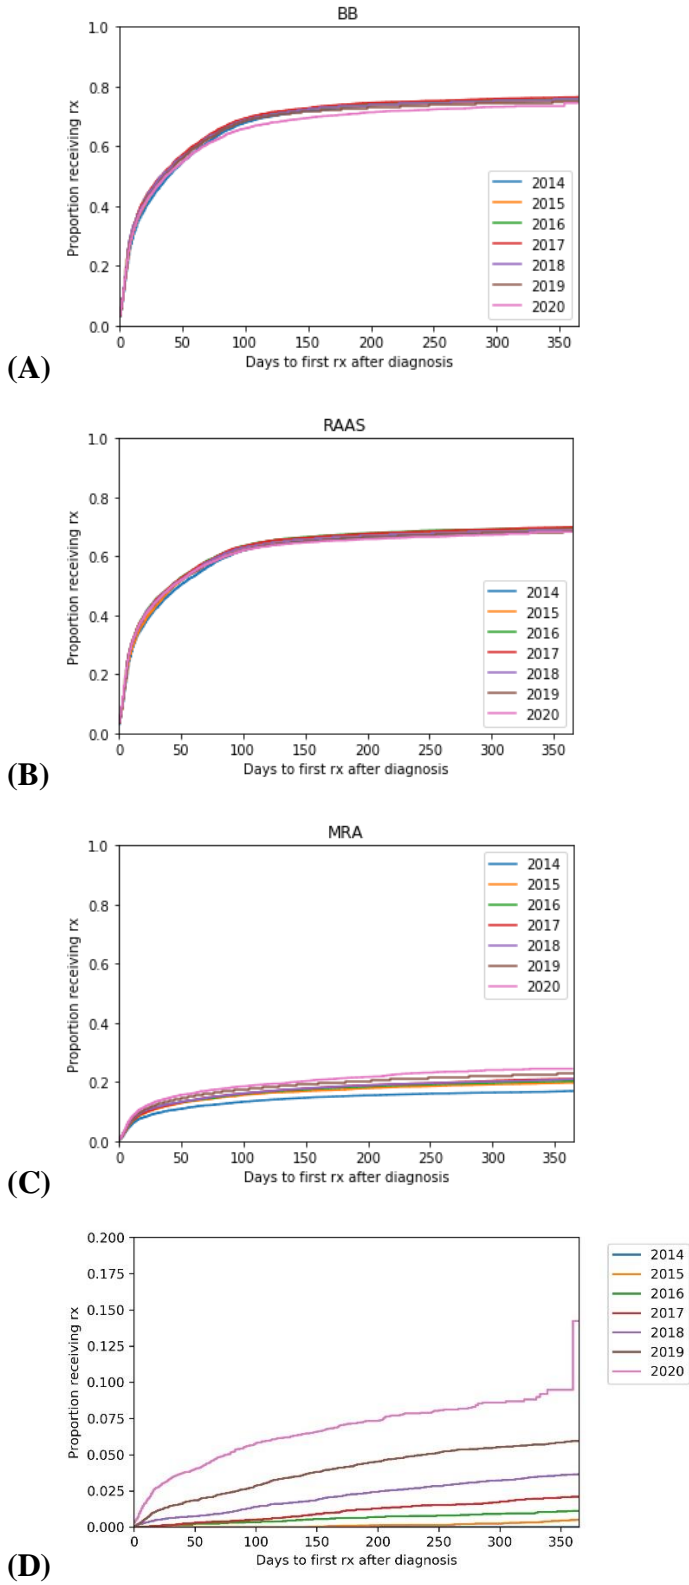 BB
1.0
0.8
0.6
0.4
0.2
0.0
Proportion receiving rx
2014
2015
2016
2017
2018
2019
2020
0 50 100 150 200 250 300 350
Days to first rx after diagnosis
(A)
RAAS
1.0
0.8
0.6
0.4
0.2
0.0
Proportion receiving rx
2014
2015
2016
2017
2018
2019
2020
0 50 100 150 200 250 300 350
Days to first rx after diagnosis
(B)
MRA
1.0
0.8
0.6
0.4
0.2
0.0
Proportion receiving rx
2014
2015
2016
2017
2018
2019
2020
0 50 100 150 200 250 300 350
Days to first rx after diagnosis
(C)
0.200
0.175
0.150
0.125
0.100
0.075
0.050
0.025
0.000
Proportion receiving rx
2014
2015
2016
2017
2018
2019
2020
0 50 100 150 200 250 300 350
Days to first rx after diagnosis
(D)